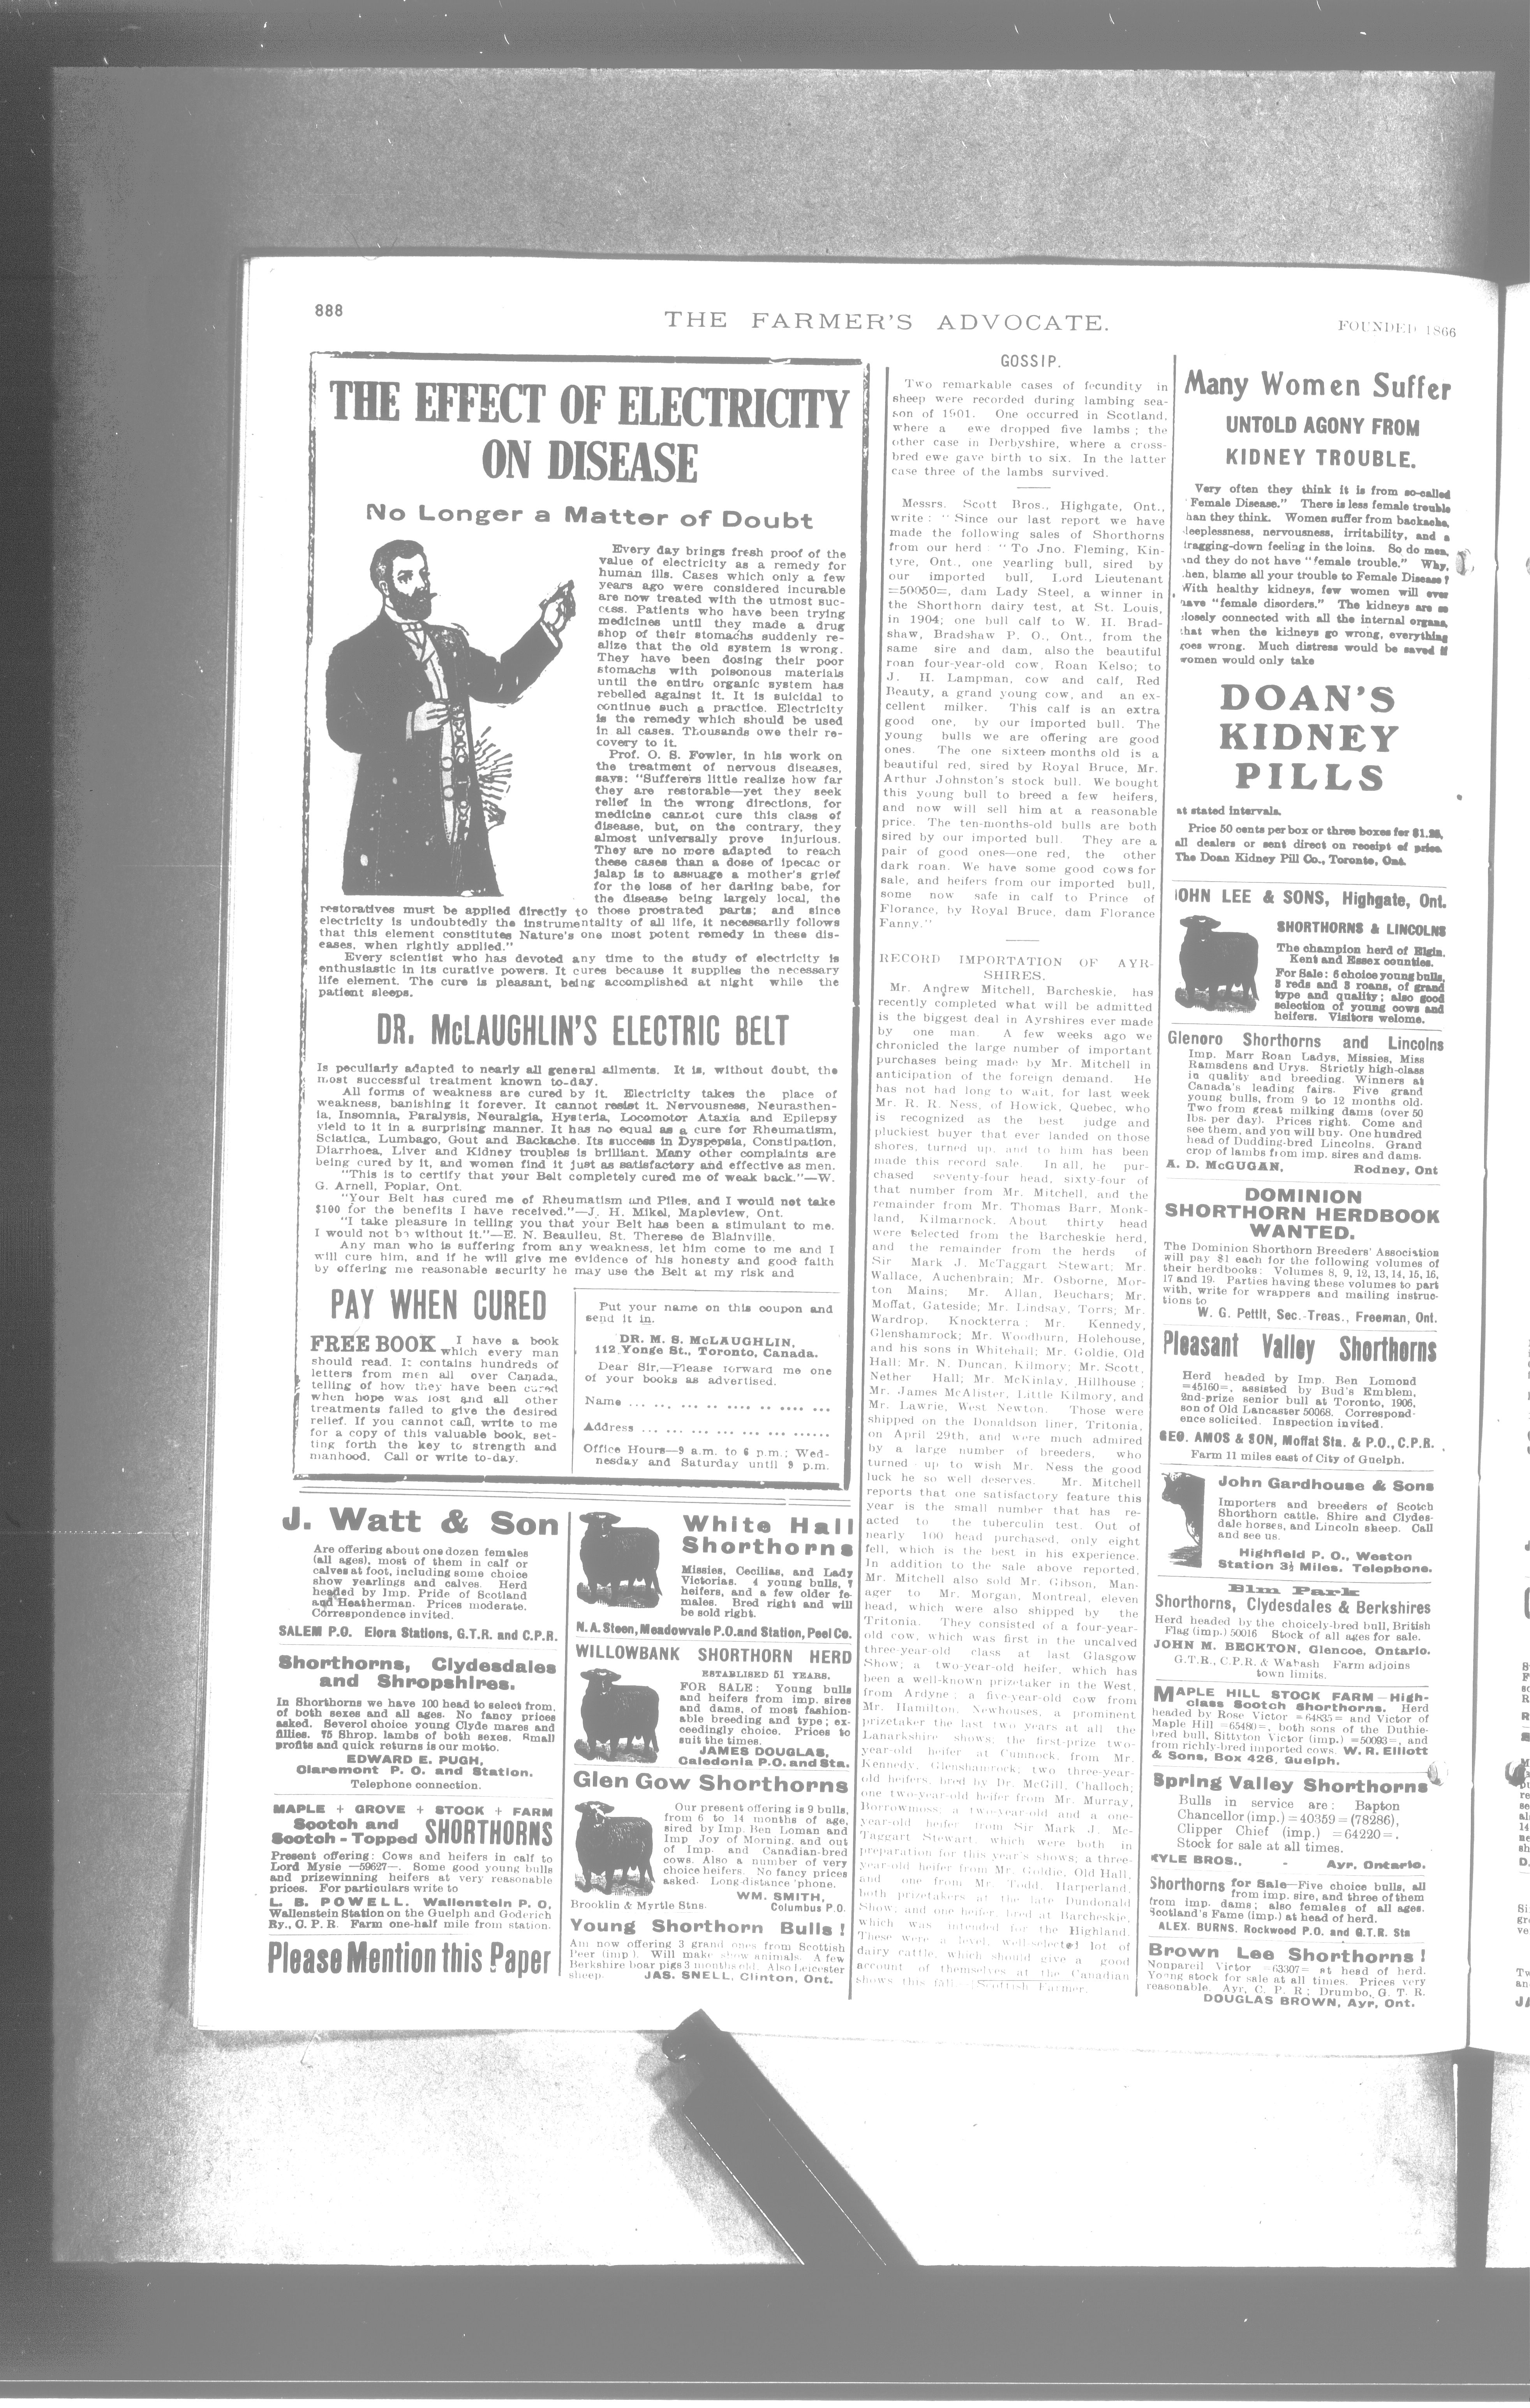 888
THE FARMER'S ADVOCATE.
FOUNDED 1866
THE EFFECT OF ELECTRICITY
ON DISEASE
No Longer a Matter of Doubt
Every day brings fresh proof of the
value of electricity as a remedy for
human ills. Cases which only a few
years ago were considered incurable
are now treated with the utmost suc-
cess. Patients who have been trying
medicines until they made a drug
shop of their stomachs suddenly re-
alize that the old system is wrong.
They have been dosing their poor
stomachs with poisonous materials
until the entire organic system has
rebelled against it. It is suicidal to
continue such a practice. Electricity
is the remedy which should be used
in all cases. Thousands owe their re-
covery to it.
Prof. O. S. Fowler, in his work on
the treatment of nervous diseases,
says: "Sufferers little realize how far
they are restorable—yet they seek
relief in the wrong directions, for
medicine cannot cure this class of
disease, but, on the contrary, they
almost universally prove injurious.
They are no more adapted to reach
these cases than a dose of ipecac or
jalap is to assuage a mother's grief
for the loss of her darling babe, for
the disease being largely local, the
restoratives must be applied directly to those prostrated parts; and since
electricity is undoubtedly the instrumentality of all life, it necessarily follows
that this element constitutes Nature's one most potent remedy in these dis-
eases, when rightly applied."
Every scientist who has devoted any time to the study of electricity is
enthusiastic in its curative powers. It cures because it supplies the necessary
life element. The cure is pleasant, being accomplished at night while the
patient sleeps.
DR. McLAUGHLIN'S ELECTRIC BELT
Is peculiarly adapted to nearly all general ailments. It is, without doubt, the
most successful treatment known to-day.
All forms of weakness are cured by it. Electricity takes the place of
weakness, banishing it forever. It cannot resist it. Nervousness, Neurasthen-
ia, Insomnia, Paralysis, Neuralgia, Hysteria, Locomotor Ataxia and Epilepsy
yield to it in a surprising manner. It has no equal as a cure for Rheumatism,
Sciatica, Lumbago, Gout and Backache. Its success in Dyspepsia, Constipation,
Diarrhoea, Liver and Kidney troubles is brilliant. Many other complaints are
being cured by it, and women find it just as satisfactory and effective as men.
"This is to certify that your Belt completely cured me of weak back."—W.
G. Arnell, Poplar, Ont.
"Your Belt has cured me of Rheumatism and Piles, and I would not take
$100 for the benefits I have received."—J. H. Mikel, Mapleview, Ont.
"I take pleasure in telling you that your Belt has been a stimulant to me.
I would not be without it."—E. N. Beaulieu, St. Therese de Blainville.
Any man who is suffering from any weakness, let him come to me and I
will cure him, and if he will give me evidence of his honesty and good faith
by offering me reasonable security he may use the Belt at my risk and
PAY WHEN CURED
FREE BOOK I have a book
which every man
should read. It contains hundreds of
letters from men all over Canada,
telling of how they have been cured
when hope was lost and all other
treatments failed to give the desired
relief. If you cannot call, write to me
for a copy of this valuable book, set-
ting forth the key to strength and
manhood. Call or write to-day.
Put your name on this coupon and
send it in.
DR. M. S. McLAUGHLIN,
112 Yonge St., Toronto, Canada.
Dear Sir,—Please forward me one
of your books as advertised.
Name ... .. ... .. .. .... .. .... ....
Address ... ... .. ... ... .. .......
Office Hours—9 a.m. to 6 p.m.; Wed-
nesday and Saturday until 9 p.m.
J. Watt & Son
Are offering about one dozen females
(all ages), most of them in calf or
calves at foot, including some choice
show yearlings and calves. Herd
headed by Imp. Pride of Scotland
and Heatherman. Prices moderate.
Correspondence invited.
SALEM P.O. Elora Stations, G.T.R. and C.P.R.
Shorthorns, Clydesdales
and Shropshires.
In Shorthorns we have 100 head to select from,
of both sexes and all ages. No fancy prices
asked. Severol choice young Clyde mares and
fillies. 75 Shrop. lambs of both sexes. Small
profits and quick returns is our motto.
EDWARD E. PUGH,
Claremont P. O. and Station.
Telephone connection.
MAPLE + GROVE + STOCK + FARM
Scotch and
Scotch-Topped SHORTHORNS
Present offering: Cows and heifers in calf to
Lord Mysie —59627—. Some good young bulls
and prizewinning heifers at very reasonable
prices. For particulars write to
L. B. POWELL. Wallenstein P. O,
Wallenstein Station on the Guelph and Goderich
Ry., C. P. R. Farm one-half mile from station.
Please Mention this Paper
White Hall
Shorthorns
Missies, Cecilias, and Lady
Victorias. 4 young bulls, 7
heifers, and a few older fe-
males. Bred right and will
be sold right.
N. A. Steen, Meadowvale P.O. and Station, Peel Co.
WILLOWBANK SHORTHORN HERD
ESTABLISED 51 YEARS.
FOR SALE: Young bulls
and heifers from imp. sires
and dams, of most fashion-
able breeding and type; ex-
ceedingly choice. Prices to
suit the times.
JAMES DOUGLAS,
Caledonia P.O. and Sta.
Glen Gow Shorthorns
Our present offering is 9 bulls,
from 6 to 14 months of age,
sired by Imp. Ben Loman and
Imp Joy of Morning, and out
of Imp. and Canadian-bred
cows. Also a number of very
choice heifers. No fancy prices
asked. Long-distance 'phone.
WM. SMITH,
Brooklin & Myrtle Stns. Columbus P.O.
Young Shorthorn Bulls!
Am now offering 3 grand ones from Scottish
Peer (imp). Will make show animals. A few
Berkshire boar pigs 3 months old. Also Leicester
sheep. JAS. SNELL, Clinton, Ont.
GOSSIP.
Two remarkable cases of fecundity in
sheep were recorded during lambing sea-
son of 1901. One occurred in Scotland,
where a ewe dropped five lambs; the
other case in Derbyshire, where a cross-
bred ewe gave birth to six. In the latter
case three of the lambs survived.
Messrs. Scott Bros., Highgate, Ont.,
write: "Since our last report we have
made the following sales of Shorthorns
from our herd: "To Jno. Fleming, Kin-
tyre, Ont., one yearling bull, sired by
our imported bull, Lord Lieutenant
=50050=, dam Lady Steel, a winner in
the Shorthorn dairy test, at St. Louis,
in 1904; one bull calf to W. H. Brad-
shaw, Bradshaw P. O., Ont., from the
same sire and dam, also the beautiful
roan four-year-old cow, Roan Kelso; to
J. H. Lampman, cow and calf, Red
Beauty, a grand young cow, and an ex-
cellent milker. This calf is an extra
good one, by our imported bull. The
young bulls we are offering are good
ones. The one sixteen months old is a
beautiful red, sired by Royal Bruce, Mr.
Arthur Johnston's stock bull. We bought
this young bull to breed a few heifers,
and now will sell him at a reasonable
price. The ten-months-old bulls are both
sired by our imported bull. They are a
pair of good ones—one red, the other
dark roan. We have some good cows for
sale, and heifers from our imported bull,
some now safe in calf to Prince of
Florance, by Royal Bruce, dam Florance
Fanny."
RECORD IMPORTATION OF AYR-
SHIRES.
Mr. Andrew Mitchell, Barcheskie, has
recently completed what will be admitted
is the biggest deal in Ayrshires ever made
by one man. A few weeks ago we
chronicled the large number of important
purchases being made by Mr. Mitchell in
anticipation of the foreign demand. He
has not had long to wait, for last week
Mr. R. R. Ness, of Howick, Quebec, who
is recognized as the best judge and
pluckiest buyer that ever landed on those
shores, turned up, and to him has been
made this record sale. In all, he pur-
chased seventy-four head, sixty-four of
that number from Mr. Mitchell, and the
remainder from Mr. Thomas Barr, Monk-
land, Kilmarnock. About thirty head
were selected from the Barcheskie herd,
and the remainder from the herds of
Sir Mark J. McTaggart Stewart; Mr.
Wallace, Auchenbrain; Mr. Osborne, Mor-
ton Mains; Mr. Allan, Beuchars; Mr.
Moffat, Gateside; Mr. Lindsay, Torrs; Mr.
Wardrop, Knockterra; Mr. Kennedy,
Glenshamrock; Mr. Woodburn, Holehouse,
and his sons in Whitehall; Mr. Goldie, Old
Hall; Mr. N. Duncan, Kilmory; Mr. Scott,
Nether Hall; Mr. McKinlay, Hillhouse;
Mr. James McAlister, Little Kilmory, and
Mr. Lawrie, West Newton. Those were
shipped on the Donaldson liner, Tritonia,
on April 29th, and were much admired
by a large number of breeders, who
turned up to wish Mr. Ness the good
luck he so well deserves. Mr. Mitchell
reports that one satisfactory feature this
year is the small number that has re-
acted to the tuberculin test. Out of
nearly 100 head purchased, only eight
fell, which is the best in his experience.
In addition to the sale above reported,
Mr. Mitchell also sold Mr. Gibson, Man-
ager to Mr. Morgan, Montreal, eleven
head, which were also shipped by the
Tritonia. They consisted of a four-year-
old cow, which was first in the uncalved
three-year-old class at last Glasgow
Show; a two-year-old heifer, which has
been a well-known prizetaker in the West,
from Ardyne; a five-year-old cow from
Mr. Hamilton, Newhouses, a prominent
prizetaker the last two years at all the
Lanarkshire shows; the first-prize two-
year-old heifer at Cumnock, from Mr.
Kennedy, Glenshamrock; two three-year-
old heifers, bred by Dr. McGill, Challoch;
one two-year-old heifer from Mr. Murray,
Borrowmoss; a two-year-old and a one-
year-old heifer from Sir Mark J. Mc-
Taggart Stewart, which were both in
preparation for this year's shows; a three-
year-old heifer from Mr. Goldie, Old Hall,
and one from Mr. Todd, Harperland,
both prizetakers at the late Dundonald
Show, and one heifer, bred at Barcheskie,
which was intended for the Highland.
These were a level, well-selected lot of
dairy cattle, which should give a good
account of themselves at the Canadian
shows this fall.—[Scottish Farmer.
Many Women Suffer
UNTOLD AGONY FROM
KIDNEY TROUBLE.
Very often they think it is from so-called
Female Disease." There is less female trouble
han they think. Women suffer from backache,
leeplessness, nervousness, irritability, and a
ragging-down feeling in the loins. So do men,
nd they do not have "female trouble." Why,
hen, blame all your trouble to Female Disease?
With healthy kidneys, few women will ever
have "female disorders." The kidneys are so
closely connected with all the internal organs,
that when the kidneys go wrong, everything
goes wrong. Much distress would be saved if
women would only take
DOAN'S
KIDNEY
PILLS
at stated intervals.
Price 50 cents per box or three boxes for $1.25,
all dealers or sent direct on receipt of price.
The Doan Kidney Pill Co., Toronto, Ont.
JOHN LEE & SONS, Highgate, Ont.
SHORTHORNS & LINCOLNS
The champion herd of Elgin,
Kent and Essex counties.
For Sale: 6 choice young bulls,
3 reds and 3 roans, of grand
type and quality; also good
selection of young cows and
heifers. Visitors welome.
Glenoro Shorthorns and Lincolns
Imp. Marr Roan Ladys, Missies, Miss
Ramsdens and Urys. Strictly high-class
in quality and breeding. Winners at
Canada's leading fairs. Five grand
young bulls, from 9 to 12 months old.
Two from great milking dams (over 50
lbs. per day). Prices right. Come and
see them, and you will buy. One hundred
head of Dudding-bred Lincolns. Grand
crop of lambs from imp. sires and dams.
A. D. McGUGAN, Rodney, Ont
DOMINION
SHORTHORN HERDBOOK
WANTED.
The Dominion Shorthorn Breeders' Association
will pay $1 each for the following volumes of
their herdbooks: Volumes 8, 9, 12, 13, 14, 15, 16,
17 and 19. Parties having these volumes to part
with, write for wrappers and mailing instruc-
tions to
W. G. Pettit, Sec.-Treas., Freeman, Ont.
Pleasant Valley Shorthorns
Herd headed by Imp. Ben Lomond
=45160=, assisted by Bud's Emblem,
2nd-prize senior bull at Toronto, 1906,
son of Old Lancaster 50068. Correspond-
ence solicited. Inspection invited.
GEO. AMOS & SON, Moffat Sta. & P.O., C.P.R.
Farm 11 miles east of City of Guelph.
John Gardhouse & Sons
Importers and breeders of Scotch
Shorthorn cattle, Shire and Clydes-
dale horses, and Lincoln sheep. Call
and see us.
Highfield P. O., Weston
Station 3½ Miles. Telephone.
Elm Park
Shorthorns, Clydesdales & Berkshires
Herd headed by the choicely-bred bull, British
Flag (imp.) 50016 Stock of all ages for sale.
JOHN M. BECKTON, Glencoe, Ontario.
G.T.R., C.P.R. & Wabash Farm adjoins
town limits.
MAPLE HILL STOCK FARM—High-
class Scotch Shorthorns. Herd
headed by Rose Victor =64835= and Victor of
Maple Hill =65480=, both sons of the Duthie-
bred bull, Sittyton Victor (imp.) =50093=, and
from richly-bred imported cows. W. R. Elliott
& Sons, Box 426, Guelph.
Spring Valley Shorthorns
Bulls in service are: Bapton
Chancellor (imp.) =40359= (78286),
Clipper Chief (imp.) =64220=.
Stock for sale at all times.
KYLE BROS., - Ayr, Ontario.
Shorthorns for Sale—Five choice bulls, all
from imp. sire, and three of them
from imp. dams; also females of all ages.
Scotland's Fame (imp.) at head of herd.
ALEX. BURNS, Rockwood P.O. and G.T.R. Sta
Brown Lee Shorthorns!
Nonpareil Victor =63307= at head of herd.
Young stock for sale at all times. Prices very
reasonable. Ayr, C. P. R; Drumbo, G. T. R.
DOUGLAS BROWN, Ayr, Ont.